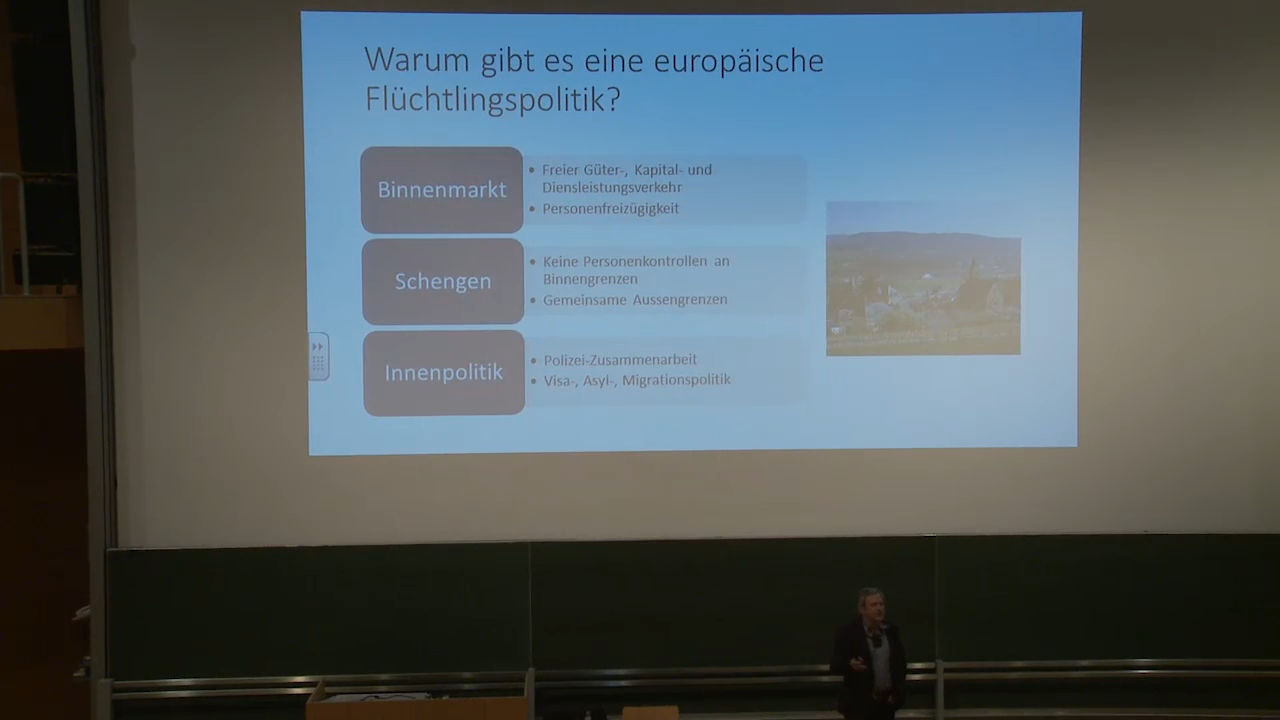 Warum gibt es eine europäische
Flüchtlingspolitik?
Binnenmarkt
• Freier Güter-, Kapital- und
Diensleistungsverkehr
• Personenfreizügigkeit
Schengen
• Keine Personenkontrollen an
Binnengrenzen
• Gemeinsame Aussengrenzen
Innenpolitik
• Polizei-Zusammenarbeit
• Visa-, Asyl-, Migrationspolitik